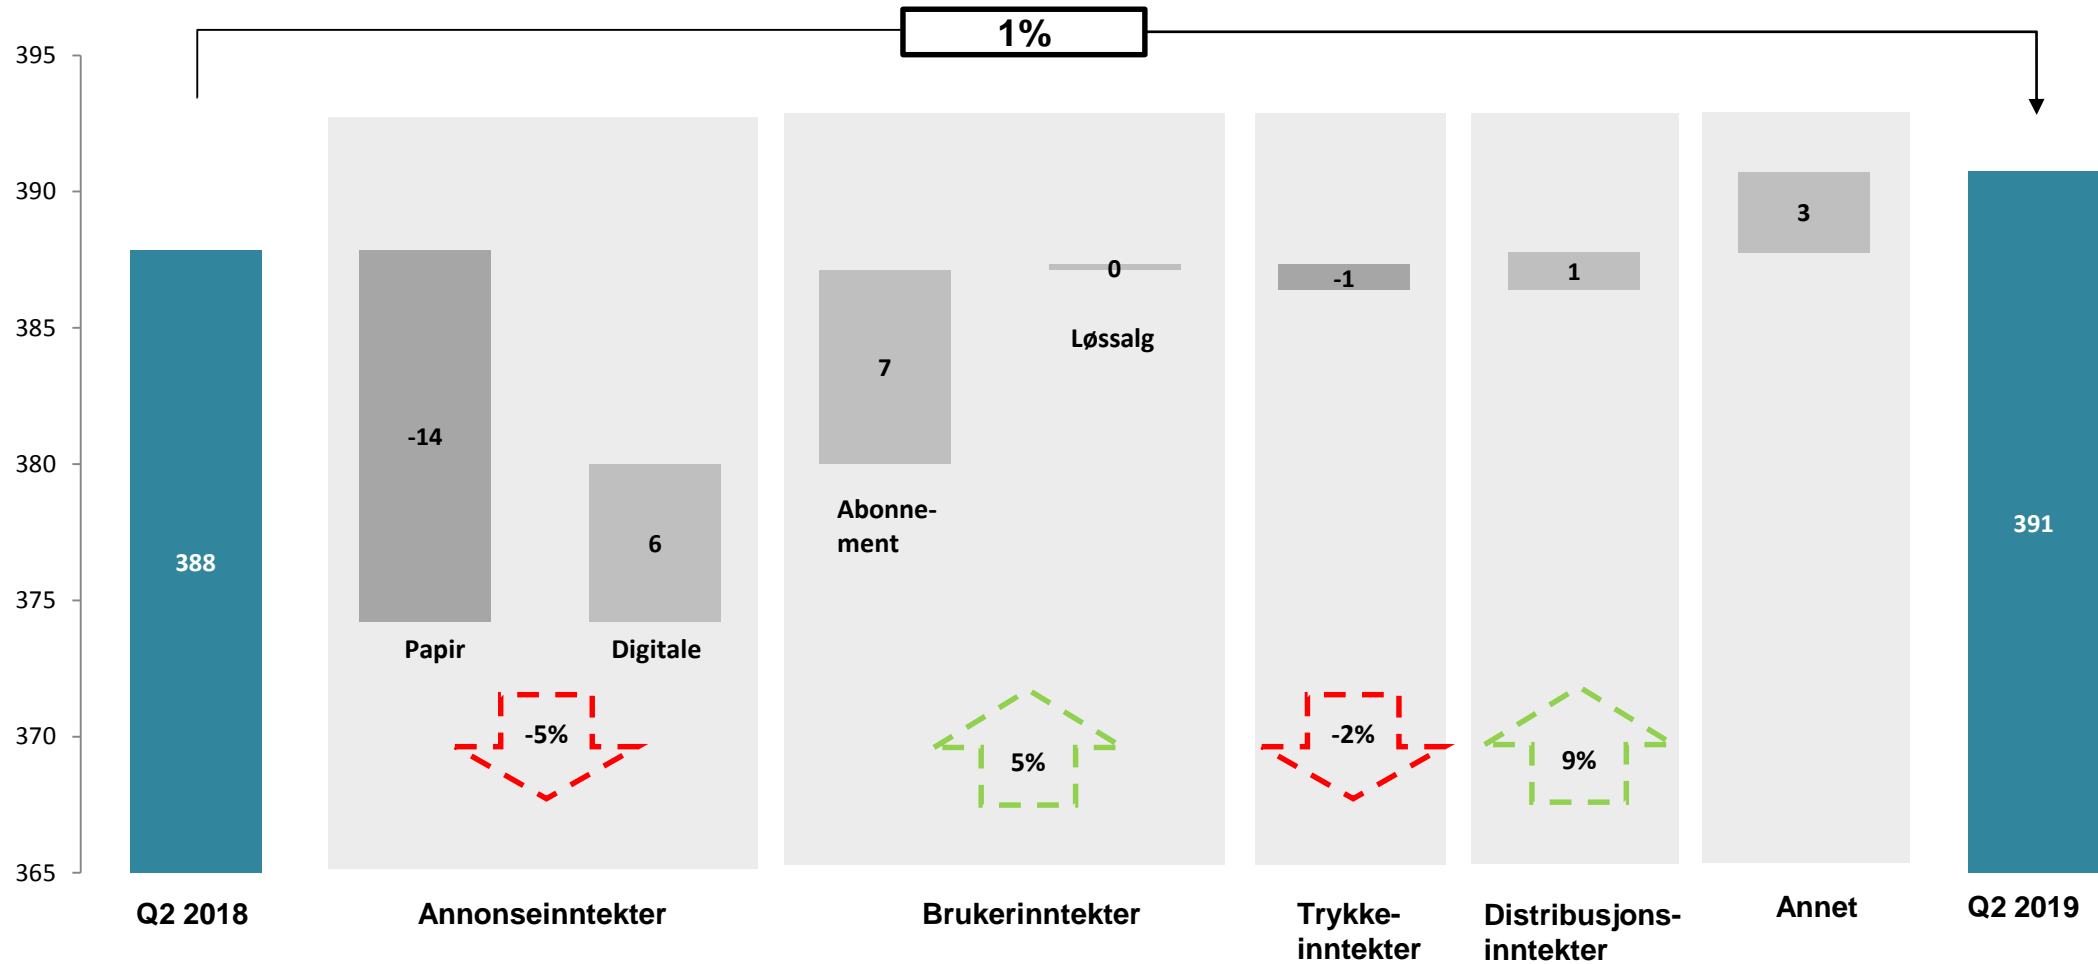 1%
395
390
385
380
375
370
365
388
-14
6
7
0
-1
1
3
391
Papir
Digitale
Abonne-
ment
Løssalg
-5%
5%
-2%
9%
Q2 2018
Annonseinntekter
Brukerinntekter
Trykke-
inntekter
Distribusjons-
inntekter
Annet
Q2 2019